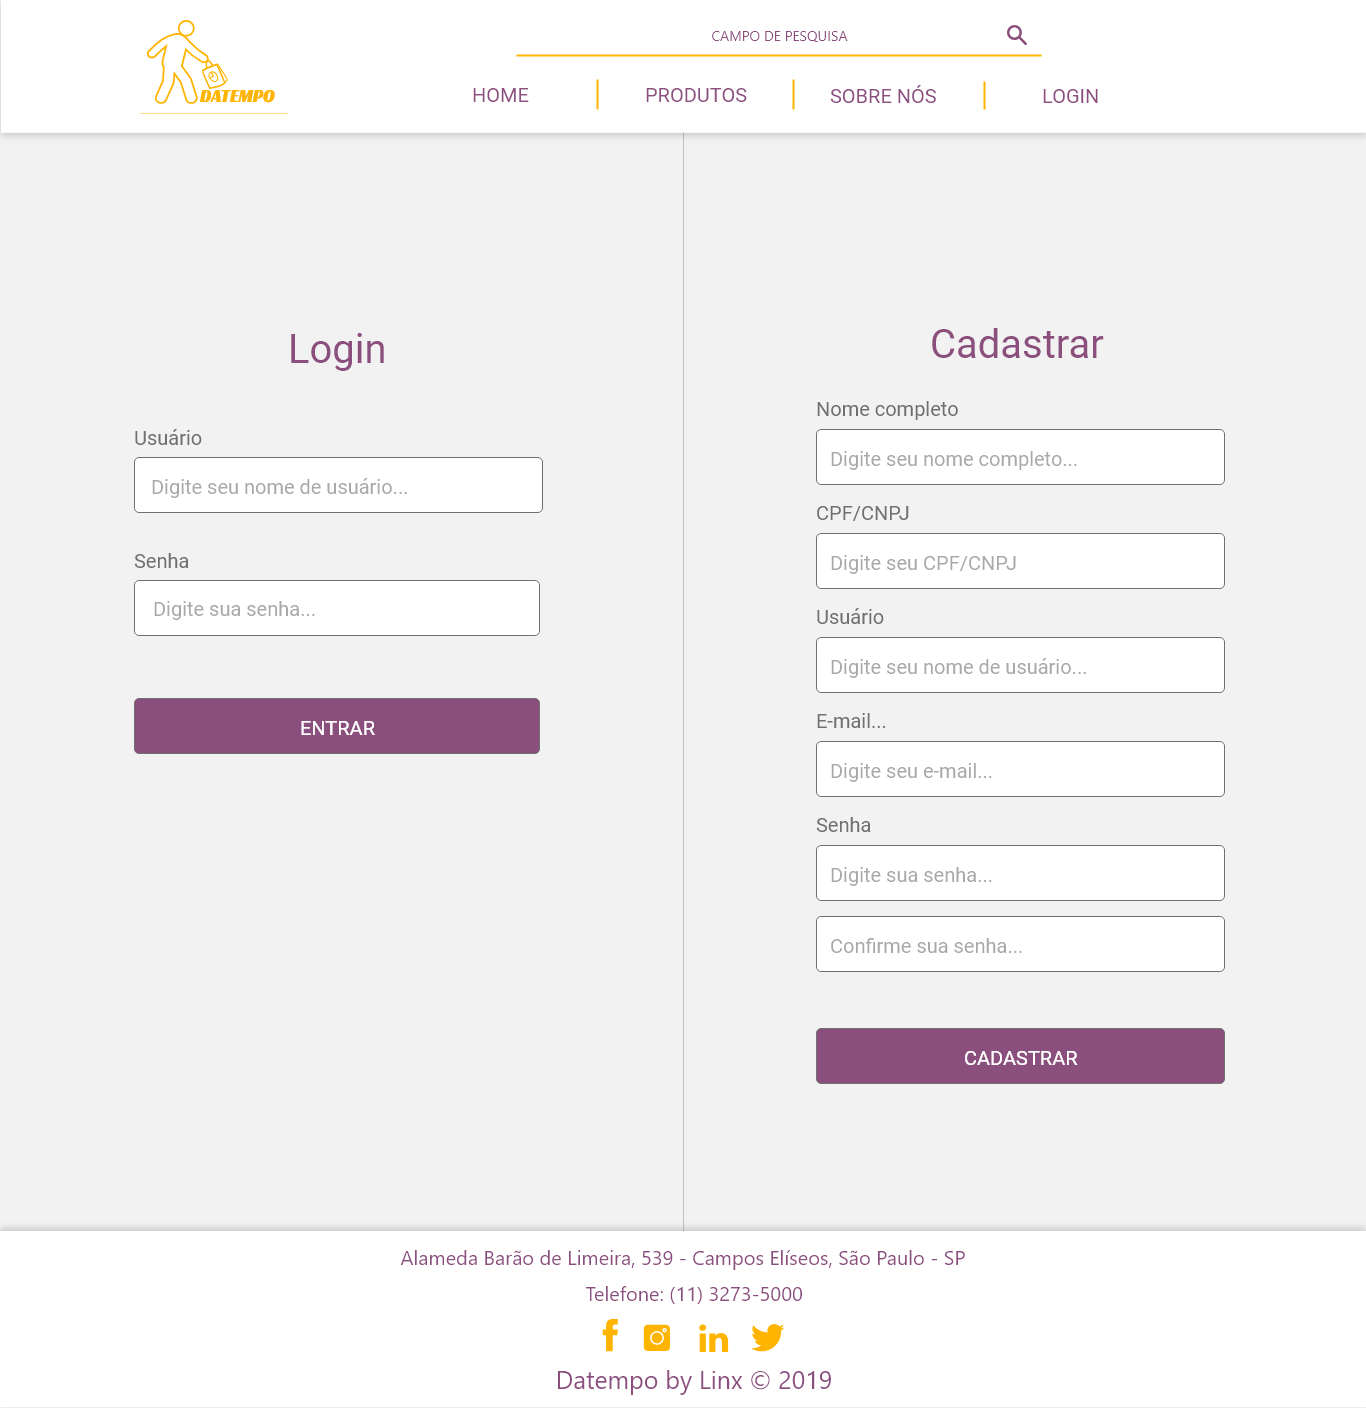 DATEMPO
CAMPO DE PESQUISA
HOME
PRODUTOS
SOBRE NÓS
LOGIN
Login
Usuário
Digite seu nome de usuário...
Senha
Digite sua senha...
ENTRAR
Cadastrar
Nome completo
Digite seu nome completo...
CPF/CNPJ
Digite seu CPF/CNPJ
Usuário
Digite seu nome de usuário...
E-mail...
Digite seu e-mail...
Senha
Digite sua senha...
Confirme sua senha...
CADASTRAR
Alameda Barão de Limeira, 539 - Campos Elíseos, São Paulo - SP
Telefone: (11) 3273-5000
Datempo by Linx © 2019